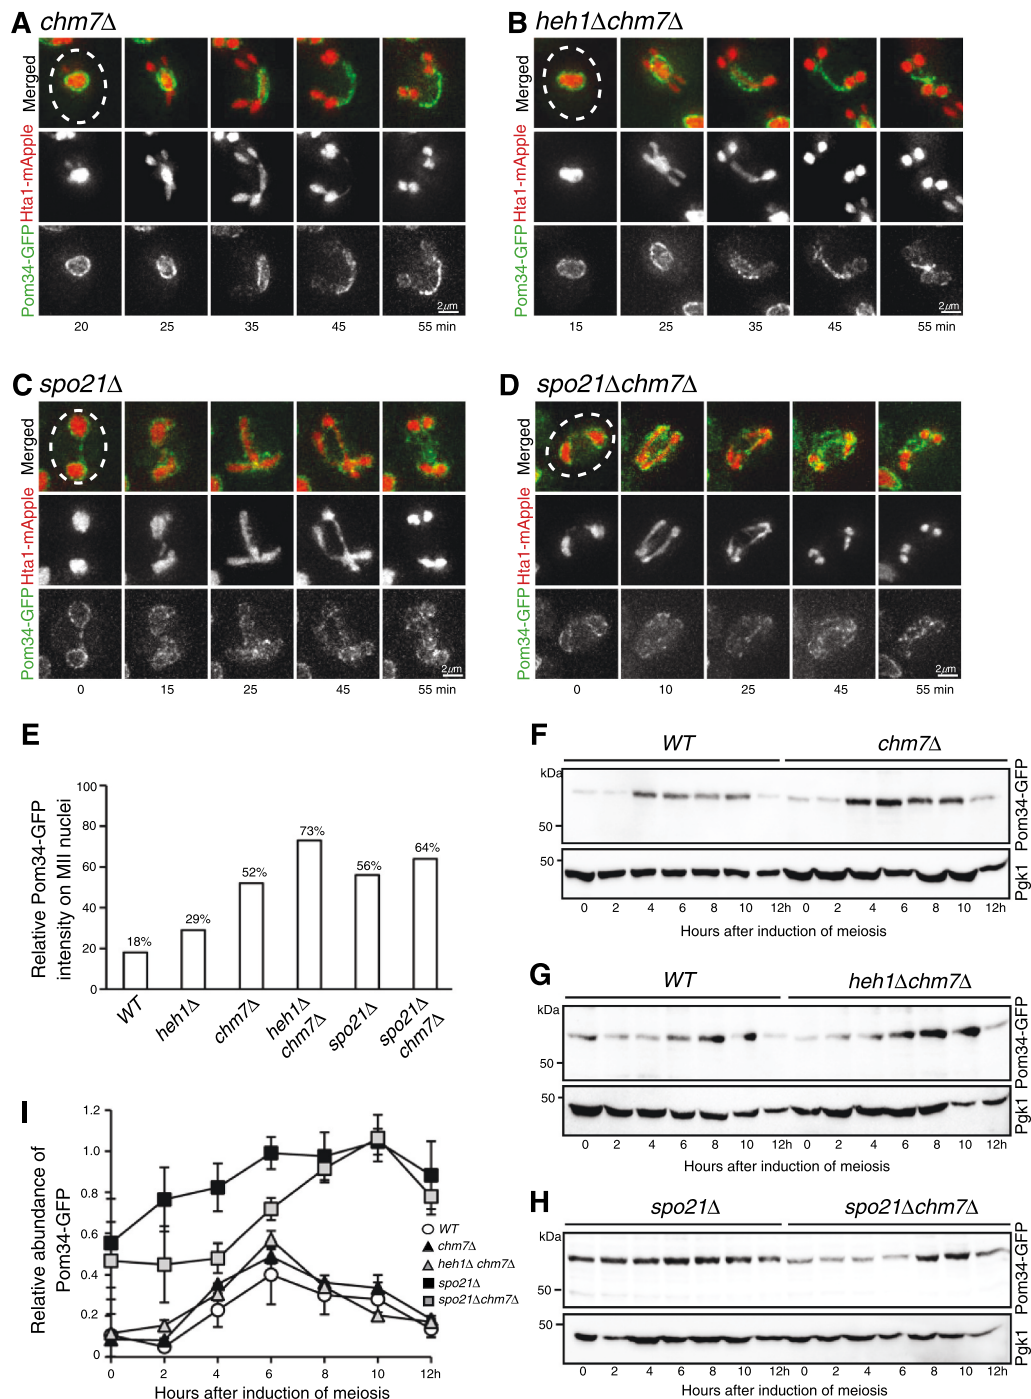 A chm7Δ
Merged
Hta1-mApple
Pom34-GFP
2μm
20 25 35 45 55 min
B heh1Δchm7Δ
Merged
Hta1-mApple
Pom34-GFP
2μm
15 25 35 45 55 min
C spo21Δ
Merged
Hta1-mApple
Pom34-GFP
2μm
0 15 25 45 55 min
D spo21Δchm7Δ
Merged
Hta1-mApple
Pom34-GFP
2μm
0 10 25 45 55 min
E
Relative Pom34-GFP
intensity on MII nuclei
100
80
60
40
20
0
18%
29%
52%
73%
56%
64%
WT
heh1Δ
chm7Δ
heh1Δ
chm7Δ
spo21Δ
spo21Δ
chm7Δ
F
WT chm7Δ
kDa
50
50
Pom34-GFP
Pgk1
0 2 4 6 8 10 12h 0 2 4 6 8 10 12h
Hours after induction of meiosis
G
WT heh1Δchm7Δ
kDa
50
50
Pom34-GFP
Pgk1
0 2 4 6 8 10 12h 0 2 4 6 8 10 12h
Hours after induction of meiosis
H
spo21Δ spo21Δchm7Δ
kDa
50
50
Pom34-GFP
Pgk1
0 2 4 6 8 10 12h 0 2 4 6 8 10 12h
Hours after induction of meiosis
I
Relative abundance of
Pom34-GFP
1.2
1.0
0.8
0.6
0.4
0.2
0
WT
chm7Δ
heh1Δ chm7Δ
spo21Δ
spo21Δchm7Δ
0 2 4 6 8 10 12h
Hours after induction of meiosis